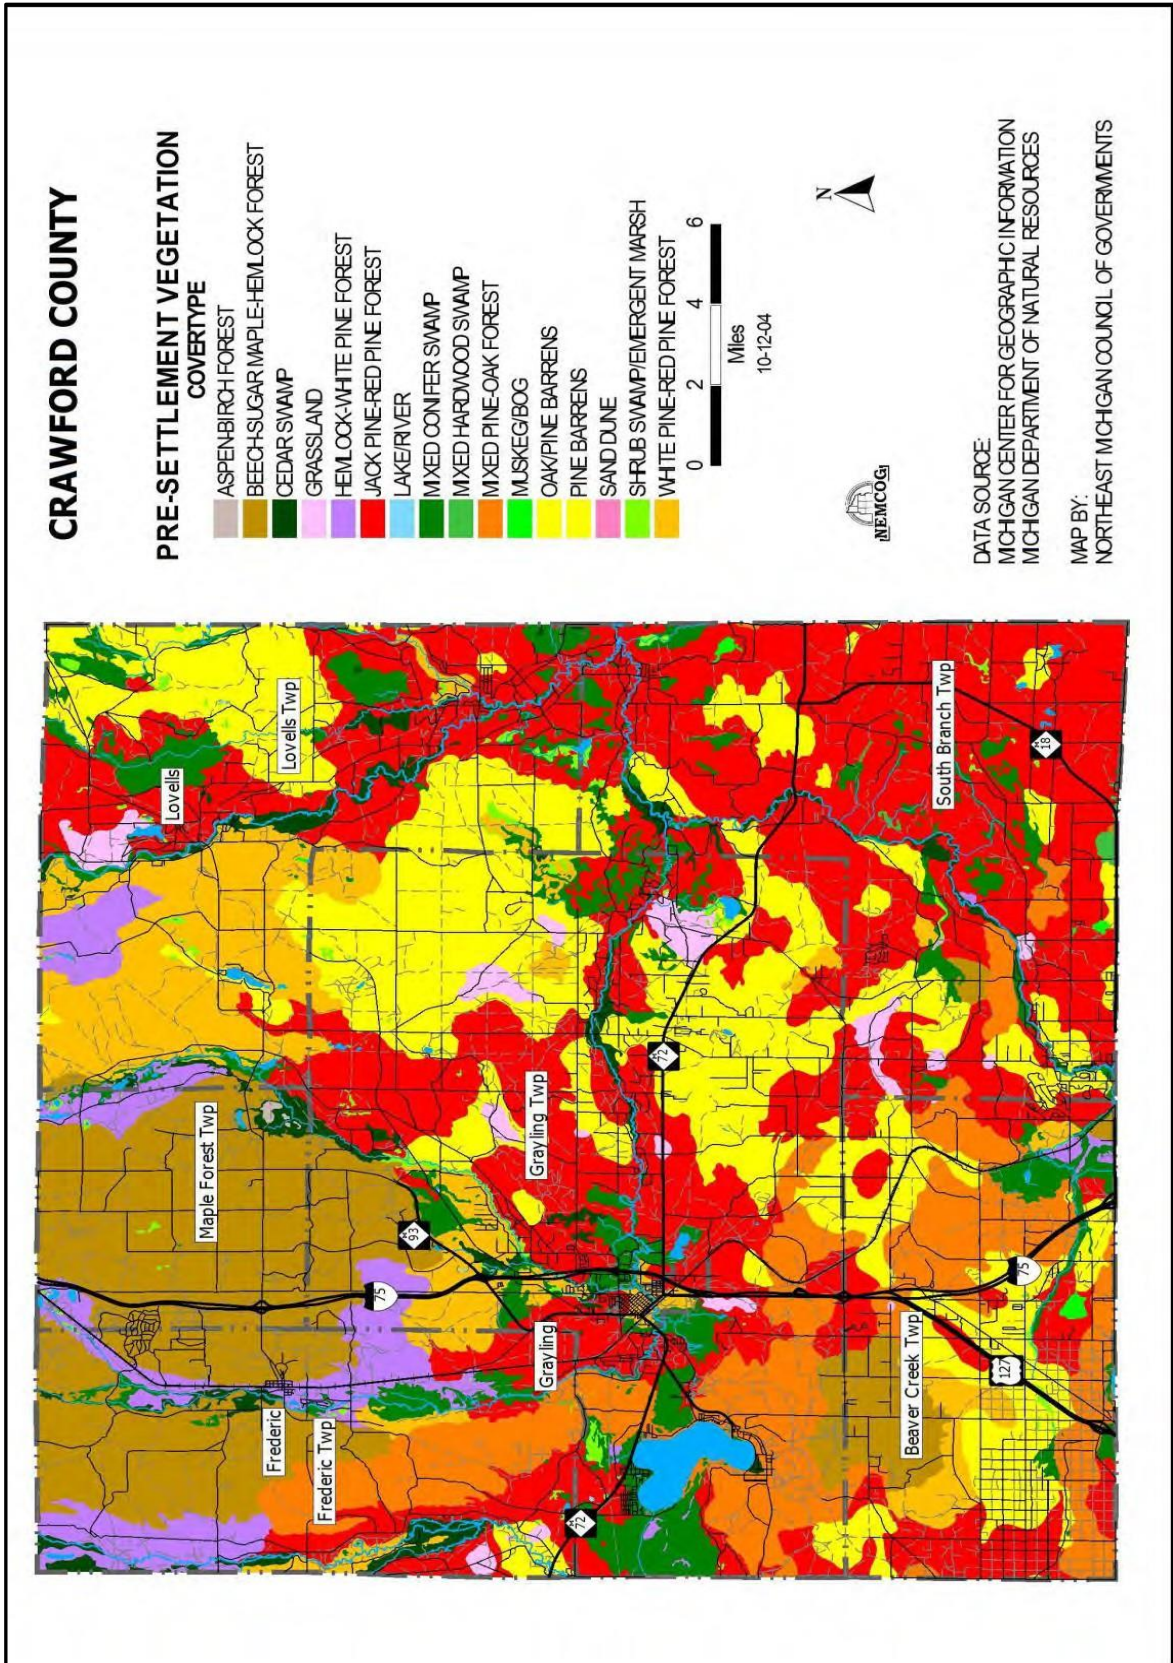 CRAWFORD COUNTY
PRE-SETTLEMENT VEGETATION
COVERTYPE
ASPEN-BIRCH FOREST
BEECH-SUGAR MAPLE-HEMLOCK FOREST
CEDAR SWAMP
GRASSLAND
HEMLOCK-WHITE PINE FOREST
JACK PINE-RED PINE FOREST
LAKE/RIVER
MIXED CONIFER SWAMP
MIXED HARDWOOD SWAMP
MIXED PINE-OAK FOREST
MUSKEG/BOG
OAK/PINE BARRENS
PINE BARRENS
SAND DUNE
SHRUB SWAMP/EMERGENT MARSH
WHITE PINE-RED PINE FOREST
0 2 4 6
Miles
10-12-04
N
NEMCOG
DATA SOURCE:
MICHIGAN CENTER FOR GEOGRAPHIC INFORMATION
MICHIGAN DEPARTMENT OF NATURAL RESOURCES
MAP BY:
NORTHEAST MICHIGAN COUNCIL OF GOVERNMENTS
Lovells
Lovells Twp
Maple Forest Twp
Frederic
Frederic Twp
M 93
75
Grayling Twp
Grayling
M 72
M 72
South Branch Twp
M 18
Beaver Creek Twp
127
75